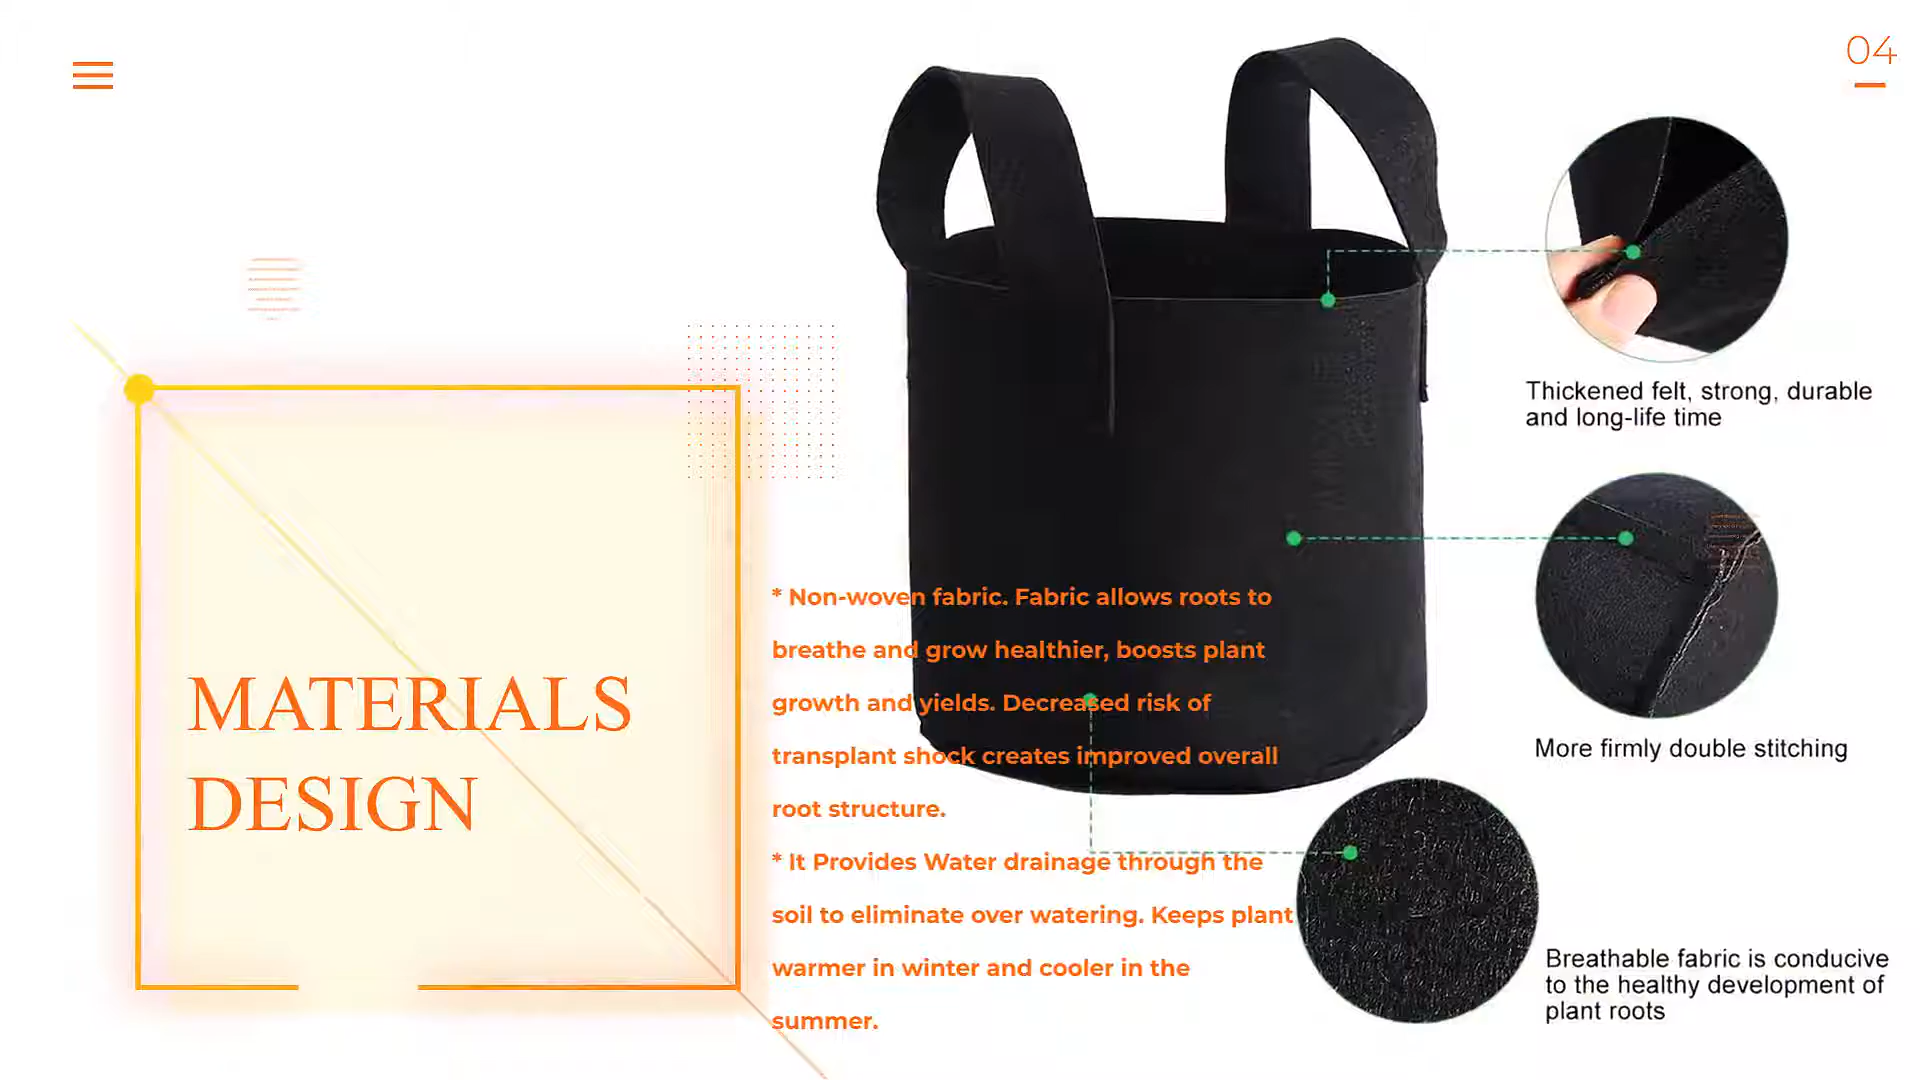 04
Thickened felt, strong, durable
and long-life time
MATERIALS
DESIGN
* Non-woven fabric. Fabric allows roots to
breathe and grow healthier, boosts plant
growth and yields. Decreased risk of
transplant shock creates improved overall
root structure.
* It Provides Water drainage through the
soil to eliminate over watering. Keeps plant
warmer in winter and cooler in the
summer.
More firmly double stitching
Breathable fabric is conducive
to the healthy development of
plant roots